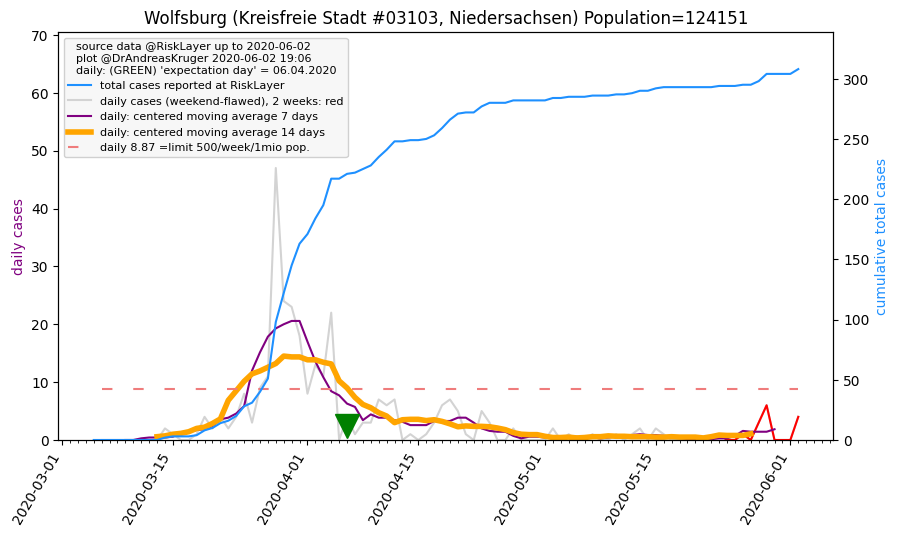 Wolfsburg (Kreisfreie Stadt #03103, Niedersachsen) Population=124151
source data @RiskLayer up to 2020-06-02
plot @DrAndreasKruger 2020-06-02 19:06
daily: (GREEN) 'expectation day' = 06.04.2020
total cases reported at RiskLayer
daily cases (weekend-flawed), 2 weeks: red
daily: centered moving average 7 days
daily: centered moving average 14 days
daily 8.87 =limit 500/week/1mio pop.
daily cases
70
60
50
40
30
20
10
0
cumulative total cases
300
250
200
150
100
50
0
2020-03-01
2020-03-15
2020-04-01
2020-04-15
2020-05-01
2020-05-15
2020-06-01